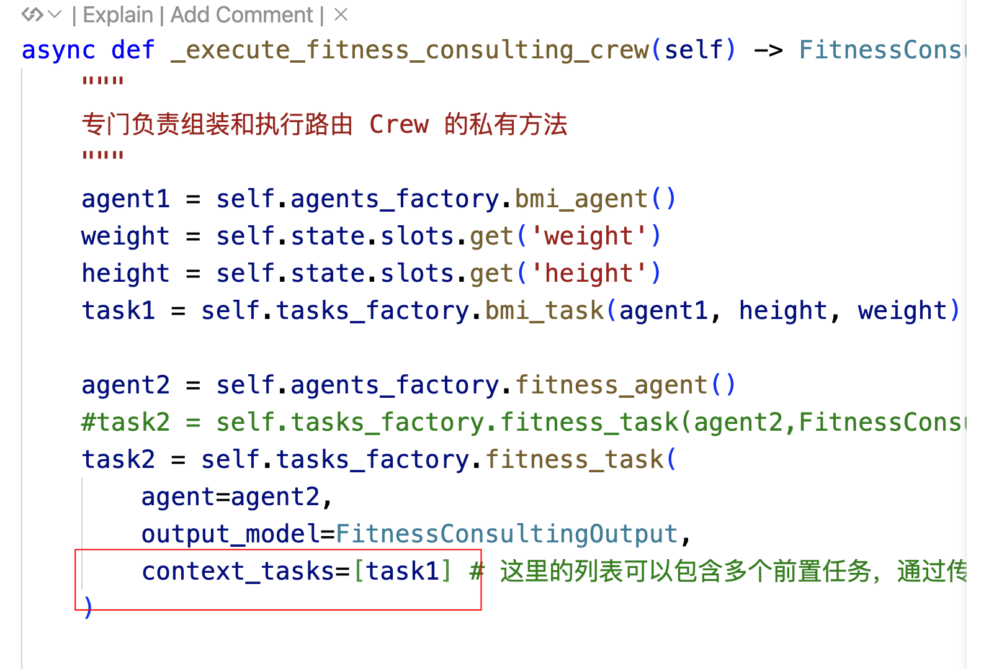 | Explain | Add Comment | ×
async def _execute_fitness_consulting_crew(self) -> FitnessConsu
"""
专门负责组装和执行路由 Crew 的私有方法
"""
agent1 = self.agents_factory.bmi_agent()
weight = self.state.slots.get('weight')
height = self.state.slots.get('height')
task1 = self.tasks_factory.bmi_task(agent1, height, weight)
agent2 = self.agents_factory.fitness_agent()
#task2 = self.tasks_factory.fitness_task(agent2,FitnessConsu
task2 = self.tasks_factory.fitness_task(
agent=agent2,
output_model=FitnessConsultingOutput,
context_tasks=[task1] # 这里的列表可以包含多个前置任务，通过传
)